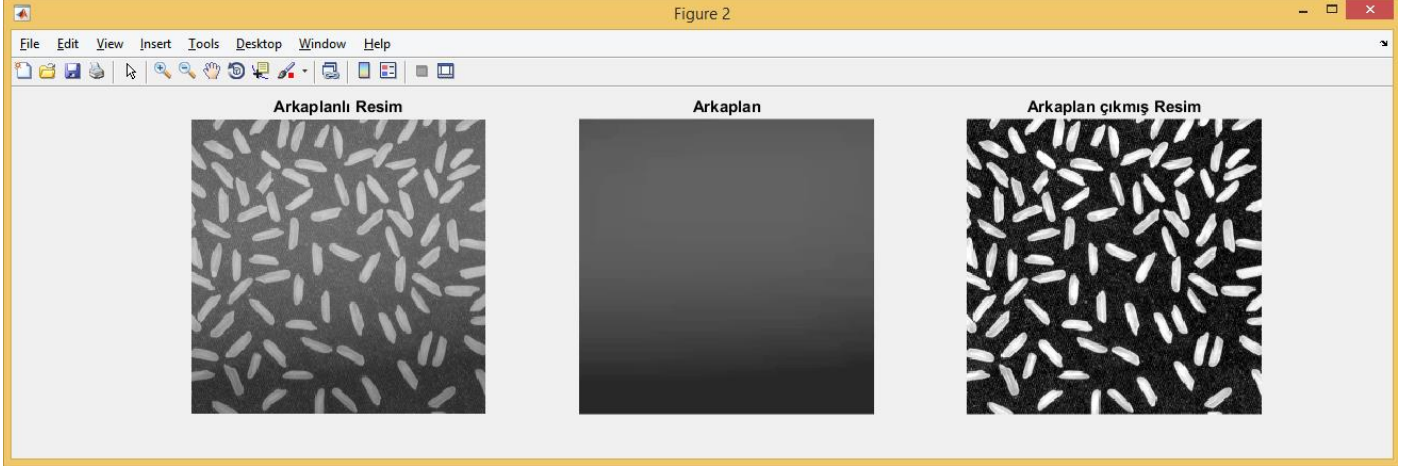 Figure 2
File Edit View Insert Tools Desktop Window Help
Arkaplanlı Resim
Arkaplan
Arkaplan çıkmış Resim